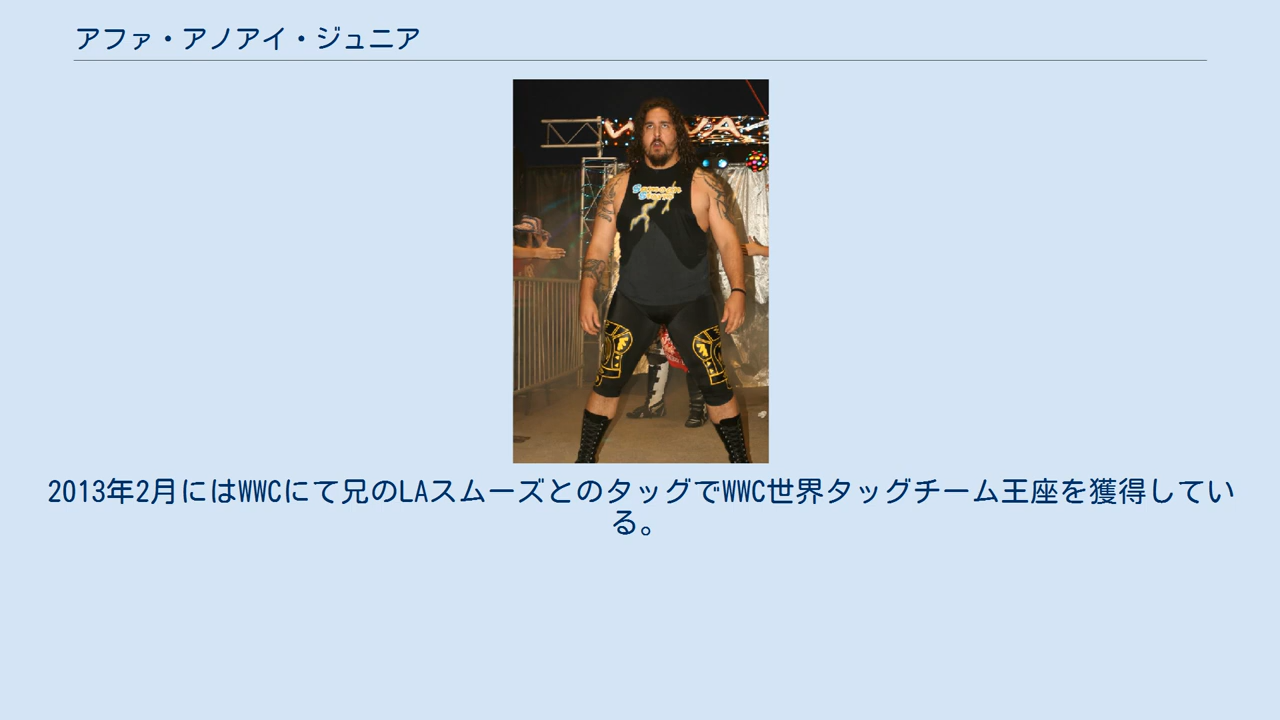 アファ・アノアイ・ジュニア
2013年2月にはWWCにて兄のLAスムーズとのタッグでWWC世界タッグチーム王座を獲得してい
る。